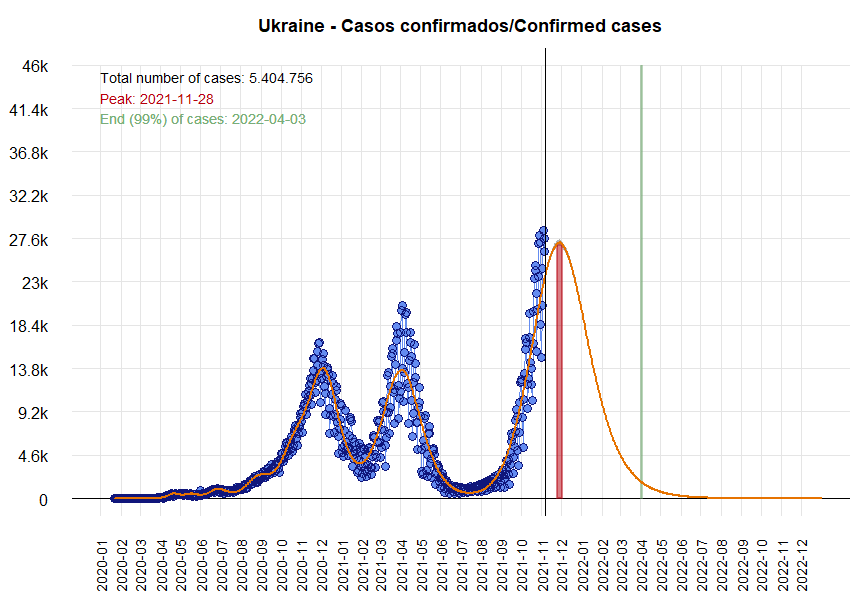 Ukraine - Casos confirmados/Confirmed cases
46k
41.4k
36.8k
32.2k
27.6k
23k
18.4k
13.8k
9.2k
4.6k
0
Total number of cases: 5.404.756
Peak: 2021-11-28
End (99%) of cases: 2022-04-03
2020-01
2020-02
2020-03
2020-04
2020-05
2020-06
2020-07
2020-08
2020-09
2020-10
2020-11
2020-12
2021-01
2021-02
2021-03
2021-04
2021-05
2021-06
2021-07
2021-08
2021-09
2021-10
2021-11
2021-12
2022-01
2022-02
2022-03
2022-04
2022-05
2022-06
2022-07
2022-08
2022-09
2022-10
2022-11
2022-12